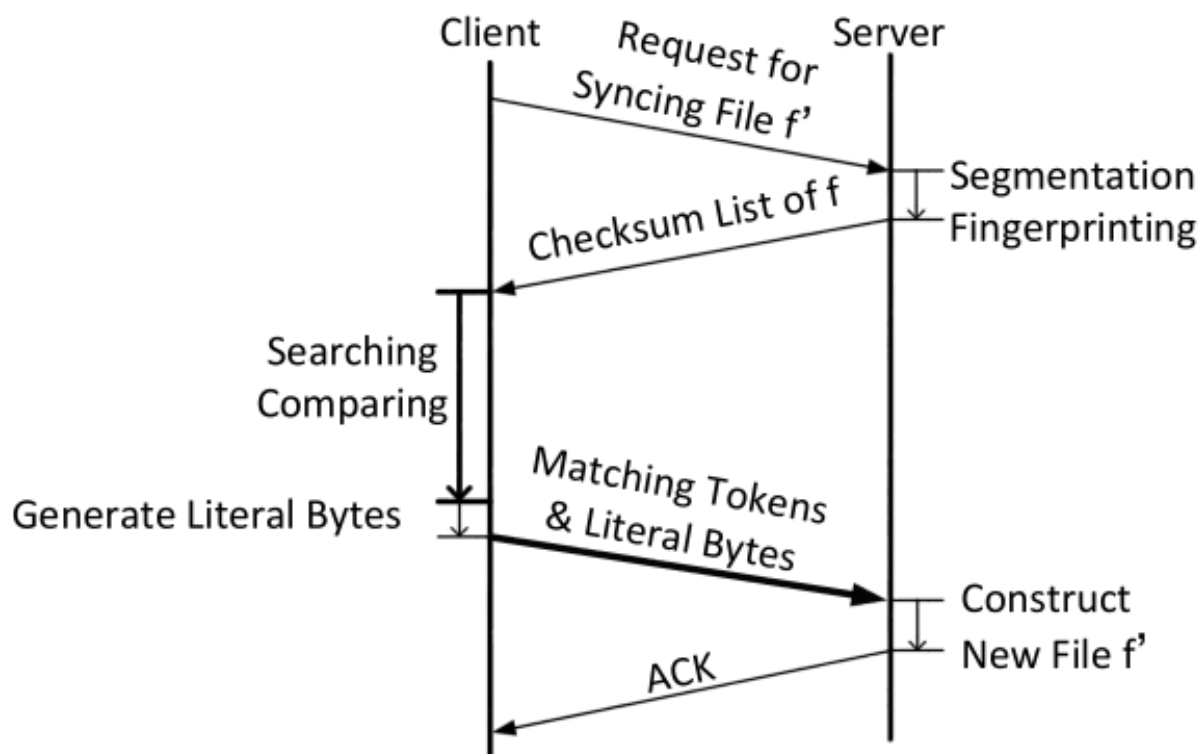 Client
Server
Request for
Syncing File f’
Segmentation
Fingerprinting
Checksum List of f
Searching
Comparing
Generate Literal Bytes
Matching Tokens
& Literal Bytes
Construct
New File f’
ACK